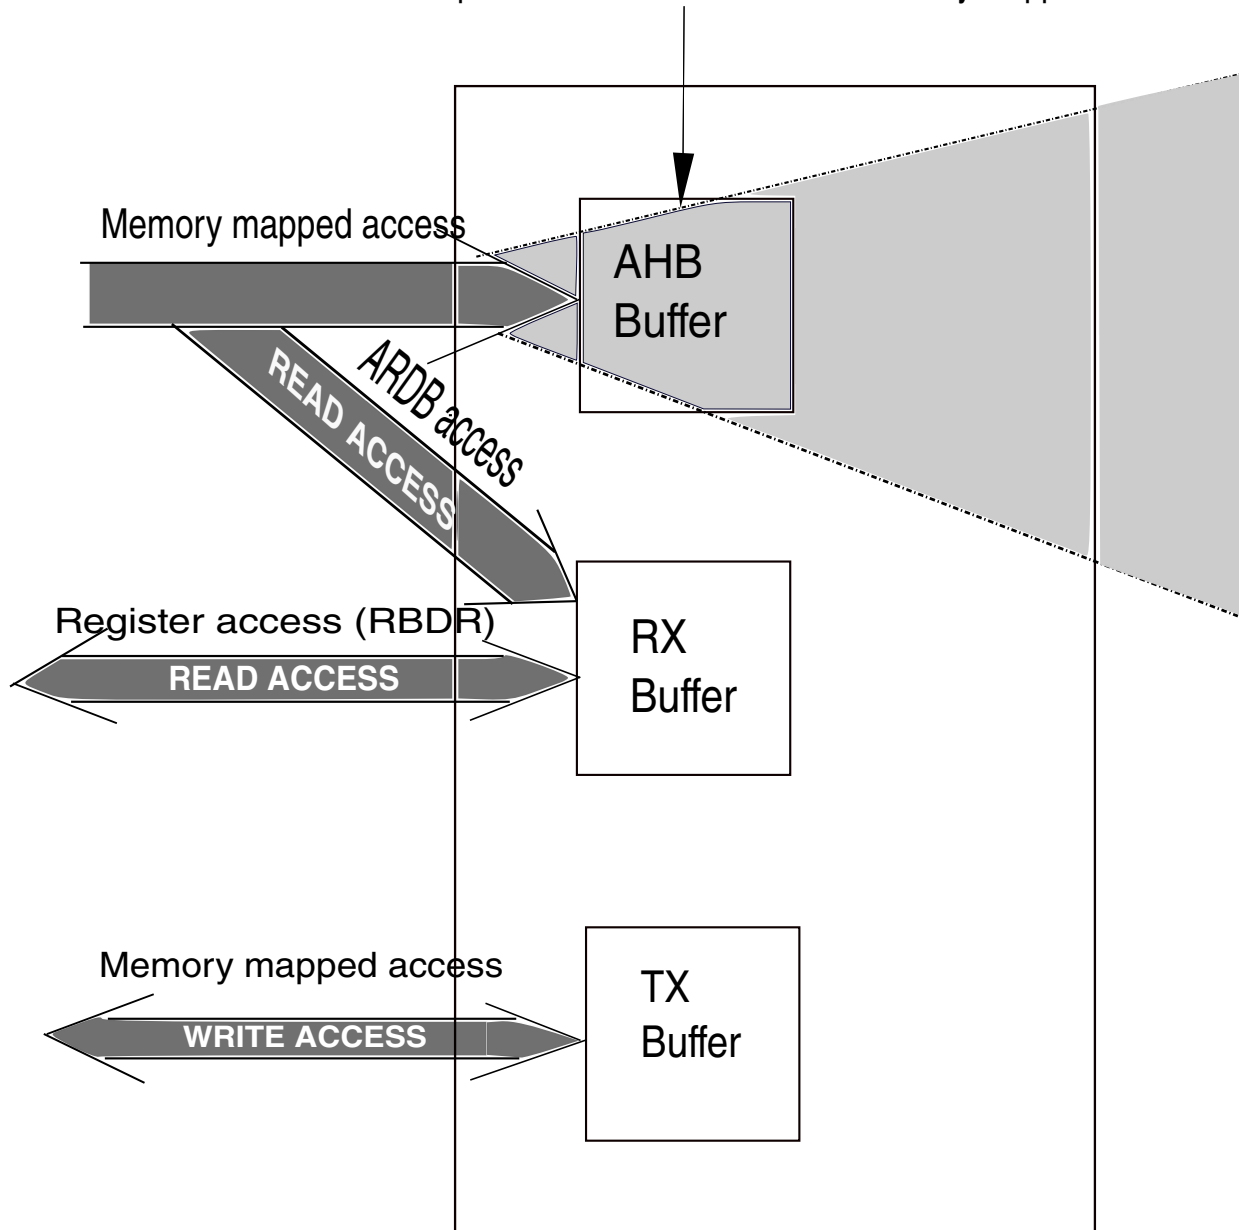 Memory mapped access
AHB
Buffer
ARDB access
READ ACCESS
Register access (RBDR)
READ ACCESS
RX
Buffer
Memory mapped access
WRITE ACCESS
TX
Buffer